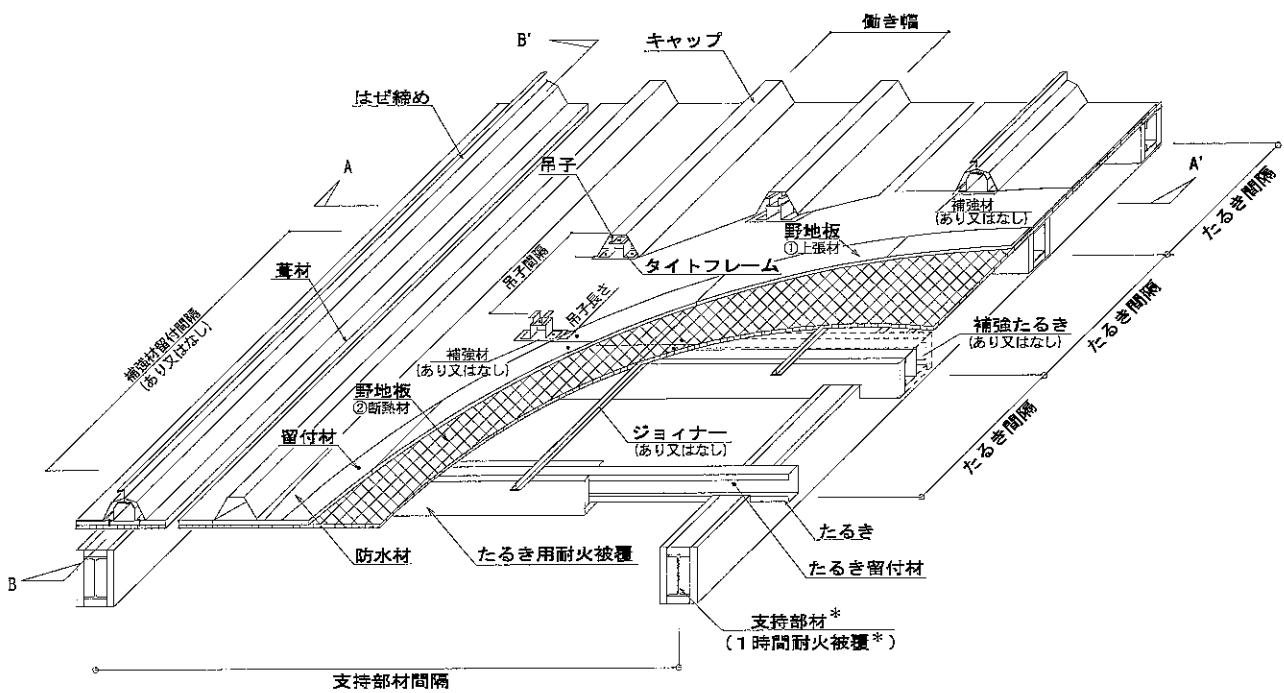 働き幅
B'
キャップ
はぜ締め
A
吊子
A'
補強材
(あり又はなし)
たるき間隔
野地板
①上張材
タイトフレーム
吊子間隔
葺材
吊子長さ
補強材留付間隔
(あり又はなし)
たるき間隔
補強たるき
(あり又はなし)
補強材
(あり又はなし)
野地板
②断熱材
留付材
ジョイナー
(あり又はなし)
たるき間隔
たるき
防水材
たるき用耐火被覆
たるき留付材
B
支持部材*
(1時間耐火被覆*)
支持部材間隔